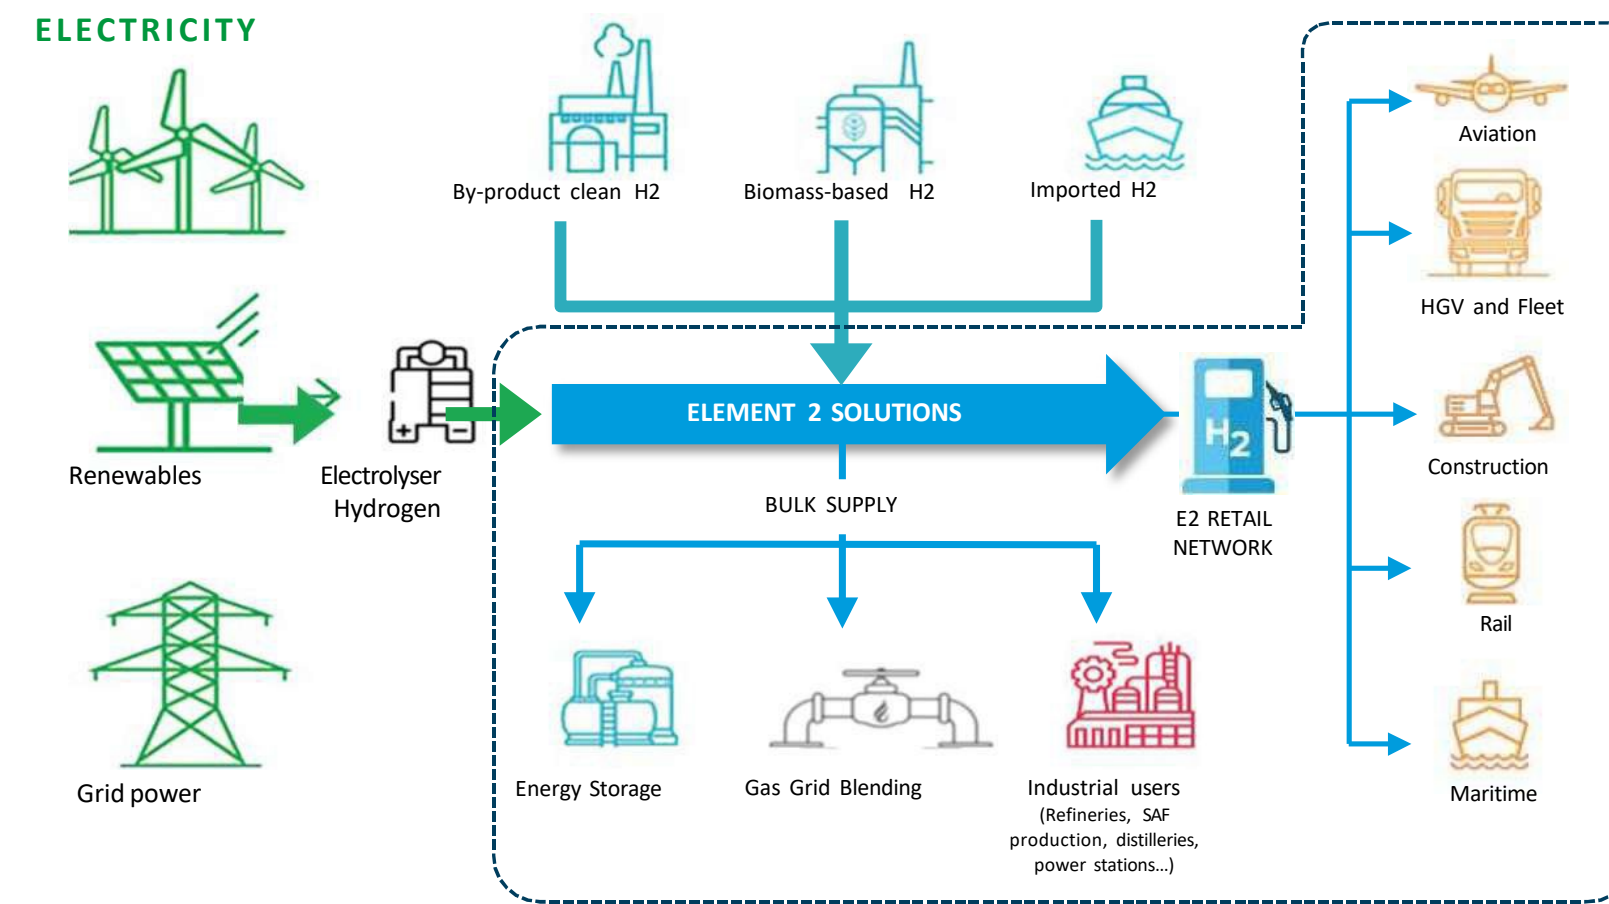 ELECTRICITY
By-product clean H2
Biomass-based H2
Imported H2
Aviation
HGV and Fleet
Renewables
Electrolyser
Hydrogen
ELEMENT 2 SOLUTIONS
H2
Construction
BULK SUPPLY
E2 RETAIL
NETWORK
Rail
Grid power
Energy Storage
Gas Grid Blending
Industrial users
(Refineries, SAF
production, distilleries,
power stations...)
Maritime